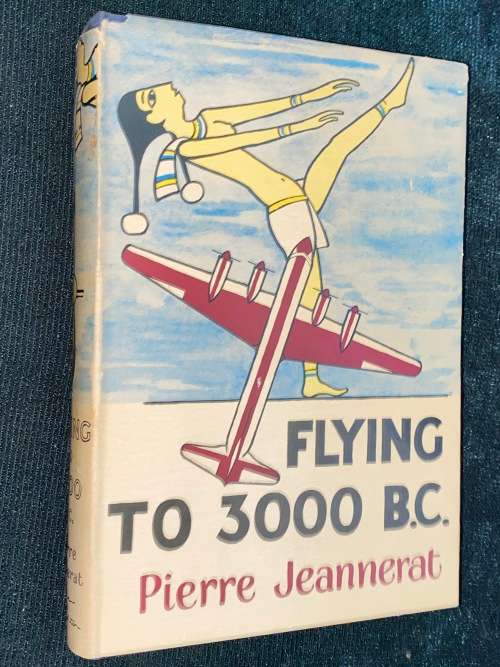 FLYING
TO 3000 B.C.
Pierre Jeannerat